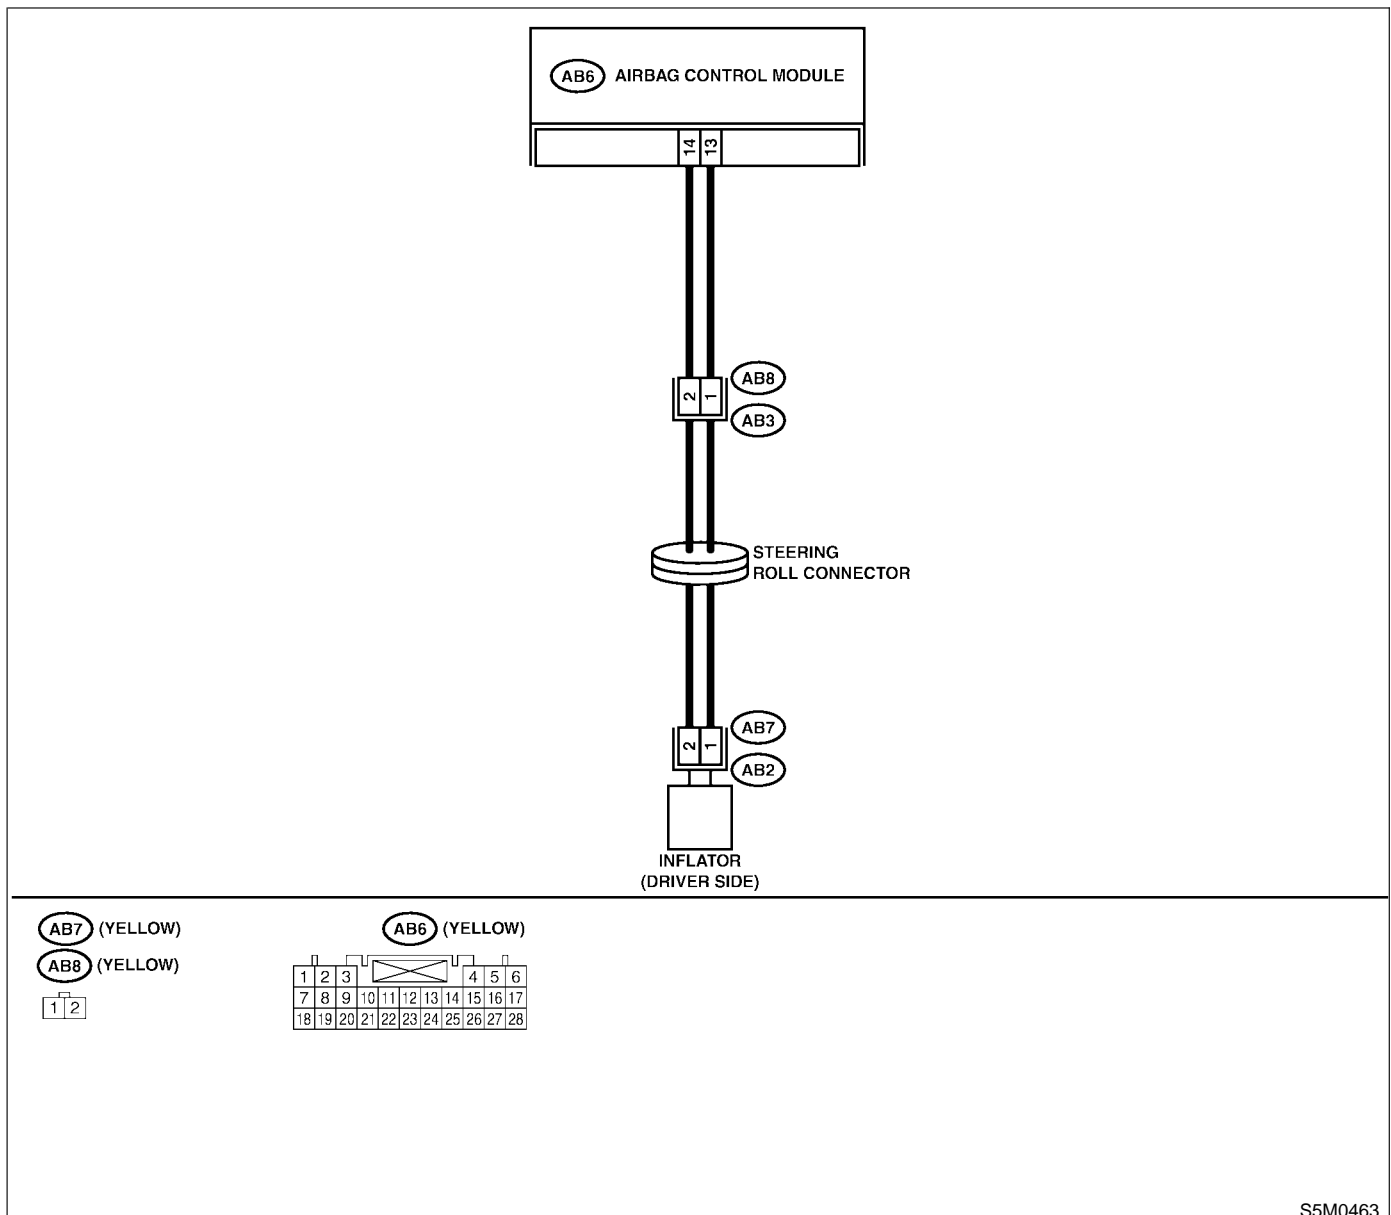 AB6 AIRBAG CONTROL MODULE
14 13
AB8
2 1
AB3
STEERING
ROLL CONNECTOR
AB7
2 1
AB2
INFLATOR
(DRIVER SIDE)
AB7 (YELLOW)
AB8 (YELLOW)
1 2
AB6 (YELLOW)
1 2 3 4 5 6
7 8 9 10 11 12 13 14 15 16 17
18 19 20 21 22 23 24 25 26 27 28
S5M0463